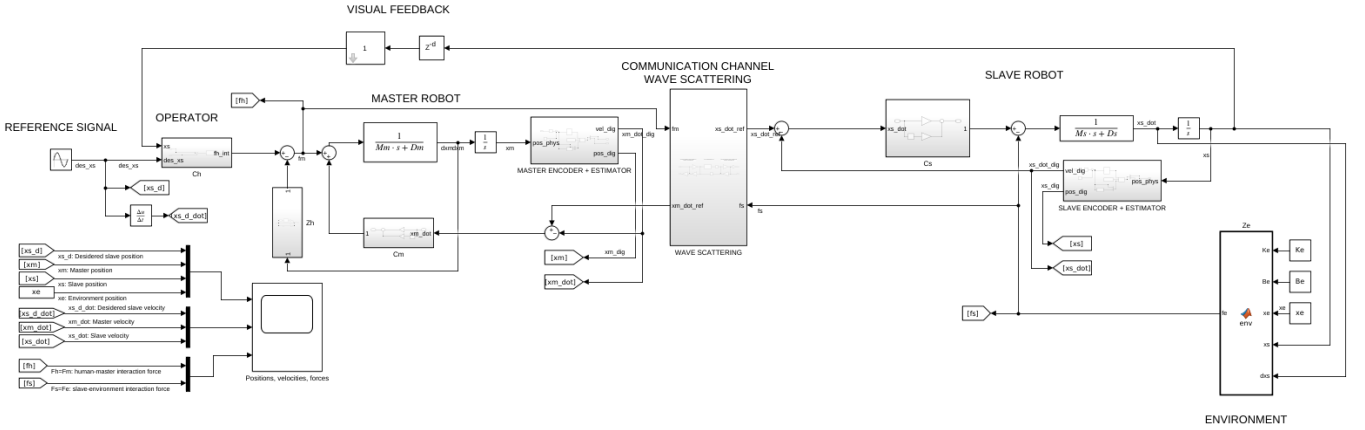 VISUAL FEEDBACK
1
Z-d
COMMUNICATION CHANNEL
WAVE SCATTERING
SLAVE ROBOT
[fh]
MASTER ROBOT
REFERENCE SIGNAL
OPERATOR
xs
des_xs
fh_int
Ch
des_xs
des_xs
[xs_d]
Δu
Δt
[xs_d_dot]
fm
1
Mm·s + Dm
dxmdxm
1
s
xm
pos_phys
vel_dig
pos_dig
MASTER ENCODER + ESTIMATOR
xm_dot_dig
Zh
1
xm_dot
Cm
xm_dig
[xm]
[xm_dot]
fm
xs_dot_ref
xm_dot_ref
fs
WAVE SCATTERING
fs
xs_dot
1
Cs
1
Ms·s + Ds
xs_dot
1
s
xs
xs_dot_dig
xs_dig
vel_dig
pos_dig
pos_phys
SLAVE ENCODER + ESTIMATOR
[xs]
[xs_dot]
[fs]
Ze
fe
env
Ke
Be
xe
xs
dxs
Ke
Be
xe
xe
ENVIRONMENT
[xs_d]
xs_d: Desidered slave position
[xm]
xm: Master position
[xs]
xs: Slave position
xe
xe: Environment position
[xs_d_dot]
xs_d_dot: Desidered slave velocity
[xm_dot]
xm_dot: Master velocity
[xs_dot]
xs_dot: Slave velocity
[fh]
Fh=Fm: human-master interaction force
[fs]
Fs=Fe: slave-environment interaction force
Positions, velocities, forces